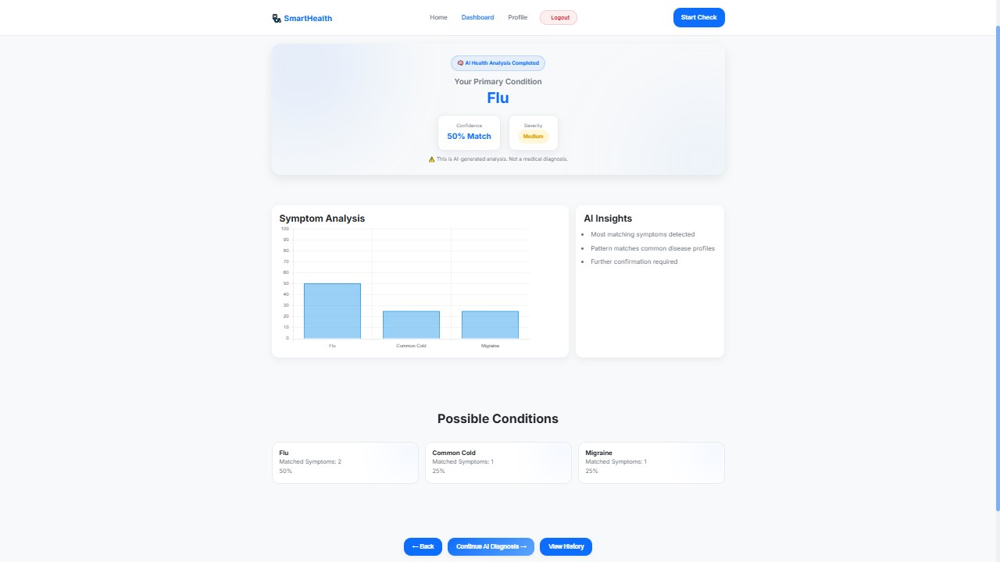 SmartHealth
Home
Dashboard
Profile
Logout
Start Check
AI Health Analysis Completed
Your Primary Condition
Flu
Confidence
50% Match
Severity
Medium
This is AI-generated analysis. Not a medical diagnosis.
Symptom Analysis
100
90
80
70
60
50
40
30
20
10
0
Flu
Common Cold
Migraine
AI Insights
Most matching symptoms detected
Pattern matches common disease profiles
Further confirmation required
Possible Conditions
Flu
Matched Symptoms: 2
50%
Common Cold
Matched Symptoms: 1
25%
Migraine
Matched Symptoms: 1
25%
← Back
Continue AI Diagnosis →
View History